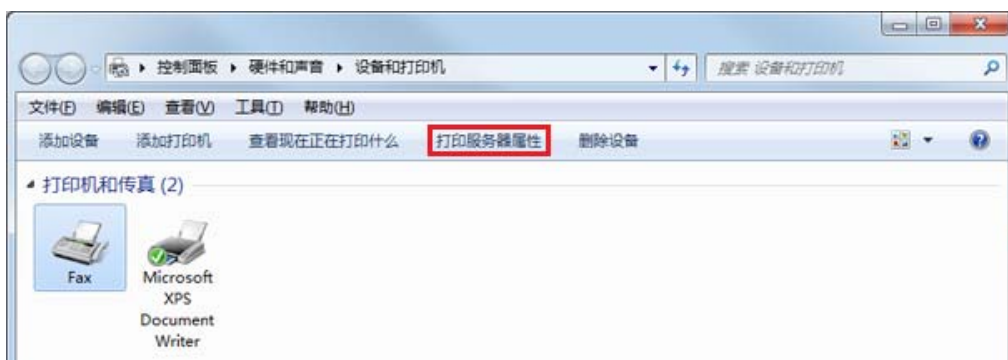 控制面板 ▸ 硬件和声音 ▸ 设备和打印机
搜索 设备和打印机
文件(F) 编辑(E) 查看(V) 工具(T) 帮助(H)
添加设备 添加打印机 查看现在正在打印什么 打印服务器属性 删除设备
打印机和传真 (2)
Fax
Microsoft
XPS
Document
Writer